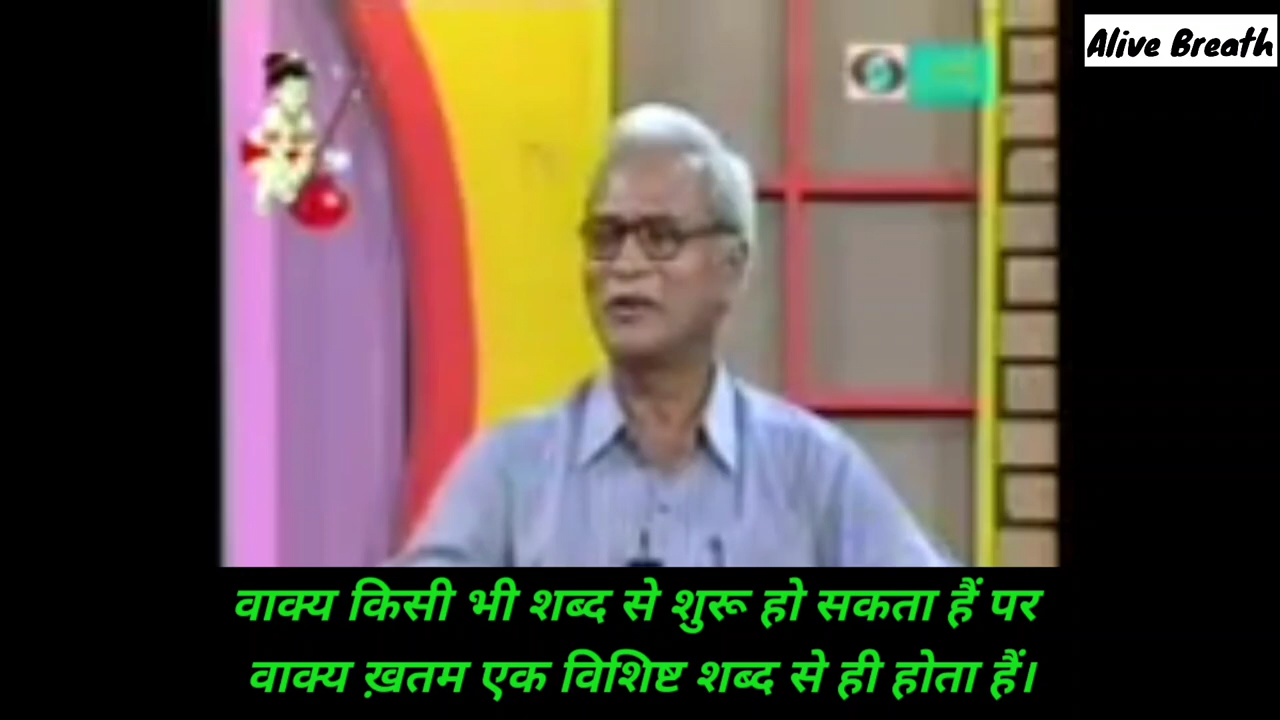 Alive Breath
वाक्य किसी भी शब्द से शुरू हो सकता हैं पर
वाक्य ख़तम एक विशिष्ट शब्द से ही होता हैं।